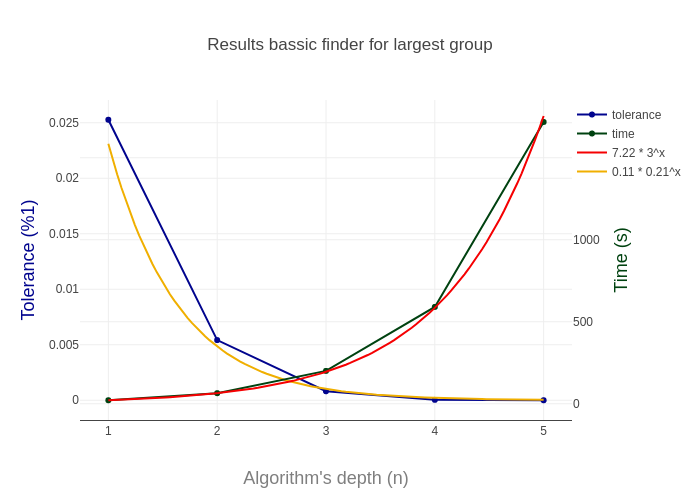 Results bassic finder for largest group
tolerance
time
7.22 * 3^x
0.11 * 0.21^x
Tolerance (%1)
0.025
0.02
0.015
0.01
0.005
0
Time (s)
1000
500
0
1
2
3
4
5
Algorithm's depth (n)